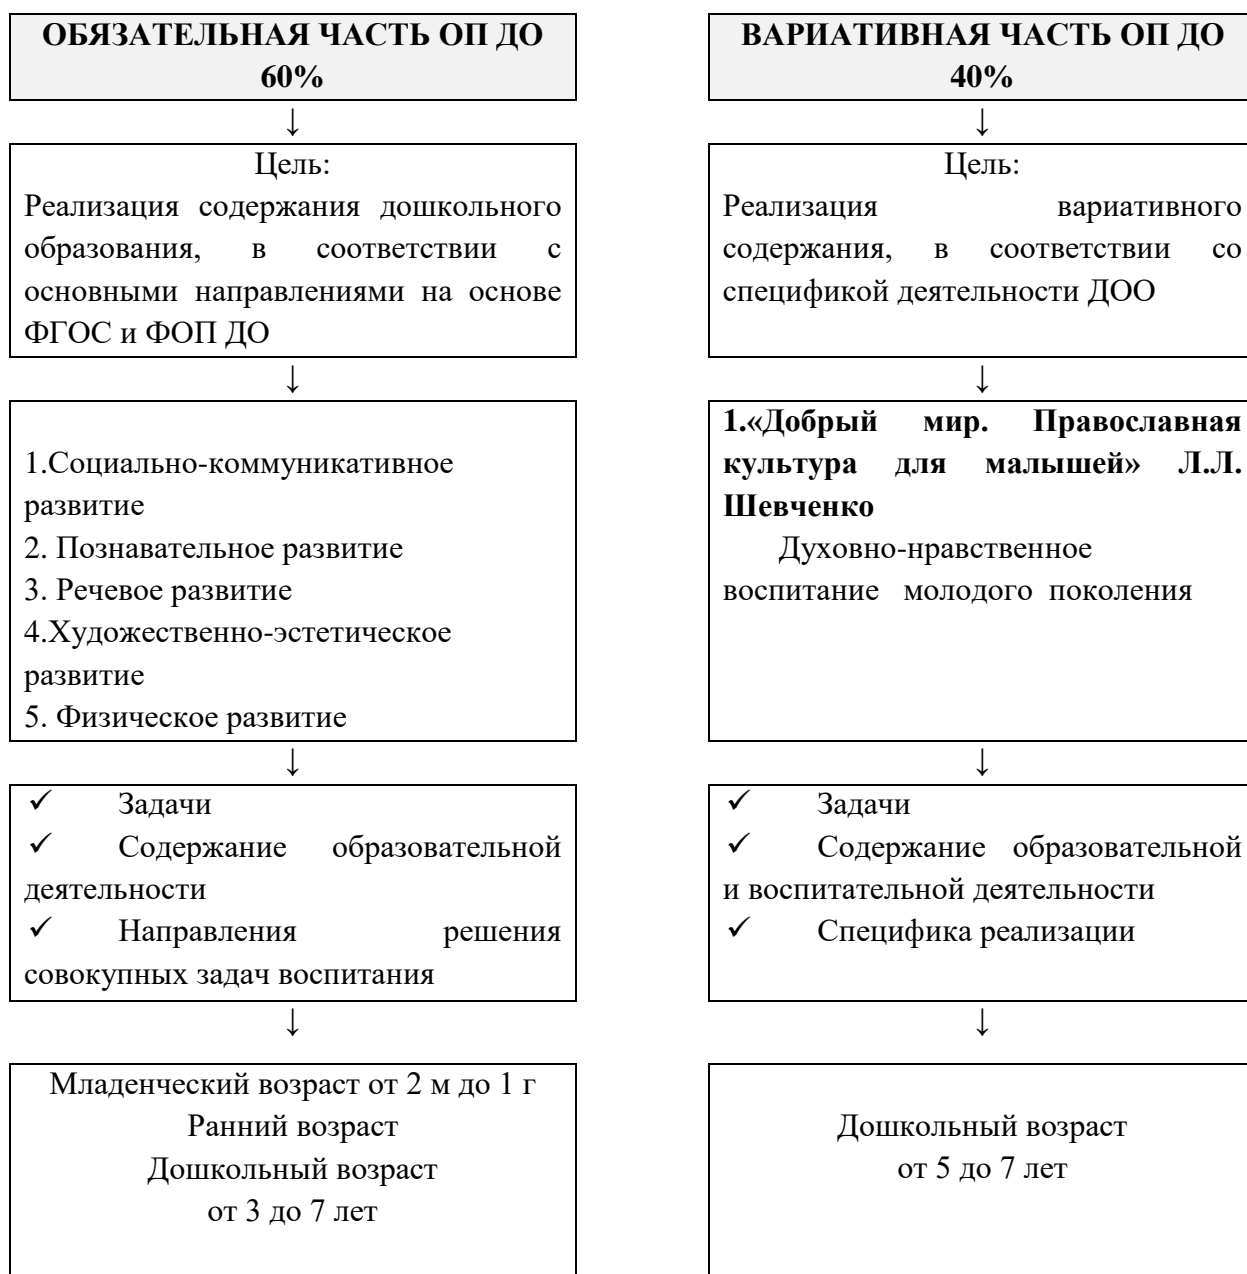 ОБЯЗАТЕЛЬНАЯ ЧАСТЬ ОП ДО
60%
↓
Цель:
Реализация содержания дошкольного
образования, в соответствии с
основными направлениями на основе
ФГОС и ФОП ДО
↓
1.Социально-коммуникативное
развитие
2. Познавательное развитие
3. Речевое развитие
4.Художественно-эстетическое
развитие
5. Физическое развитие
↓
✓ Задачи
✓ Содержание образовательной
деятельности
✓ Направления решения
совокупных задач воспитания
↓
Младенческий возраст от 2 м до 1 г
Ранний возраст
Дошкольный возраст
от 3 до 7 лет
ВАРИАТИВНАЯ ЧАСТЬ ОП ДО
40%
↓
Цель:
Реализация вариативного
содержания, в соответствии со
спецификой деятельности ДОО
↓
1.«Добрый мир. Православная
культура для малышей» Л.Л.
Шевченко
Духовно-нравственное
воспитание молодого поколения
↓
✓ Задачи
✓ Содержание образовательной
и воспитательной деятельности
✓ Специфика реализации
↓
Дошкольный возраст
от 5 до 7 лет